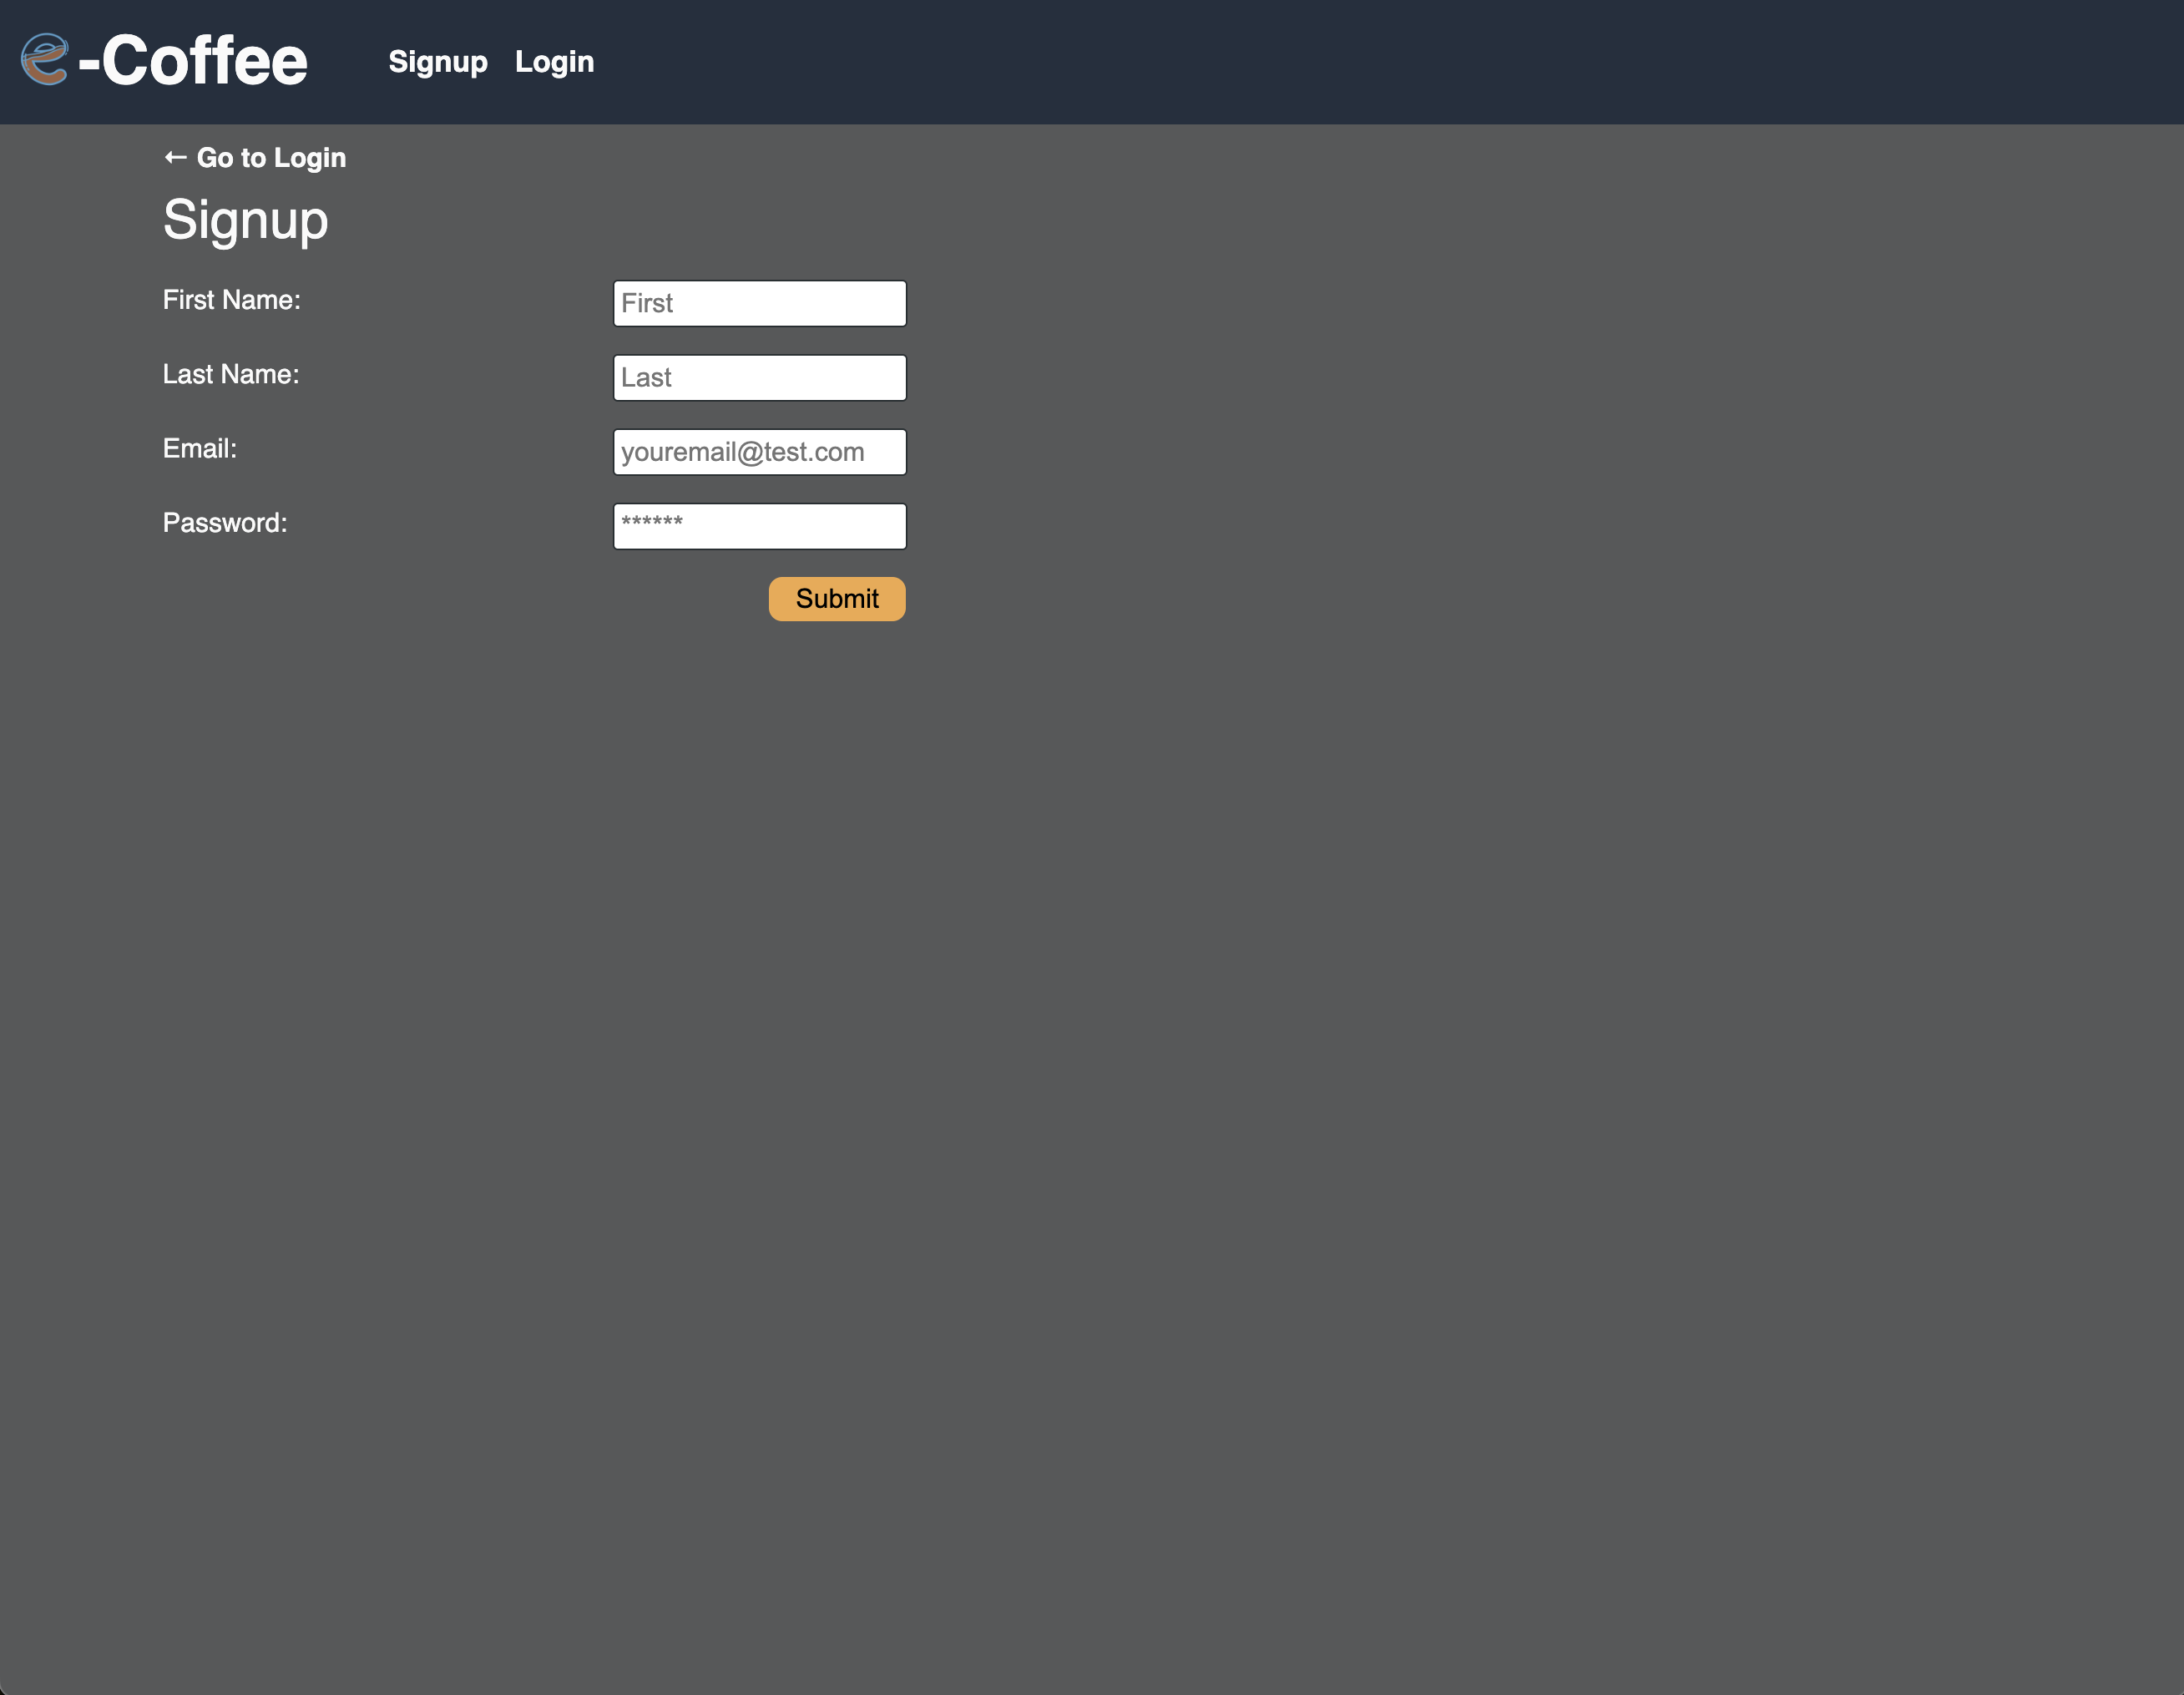 e-Coffee Signup Login
← Go to Login
Signup
First Name: First
Last Name: Last
Email: youremail@test.com
Password: ******
Submit